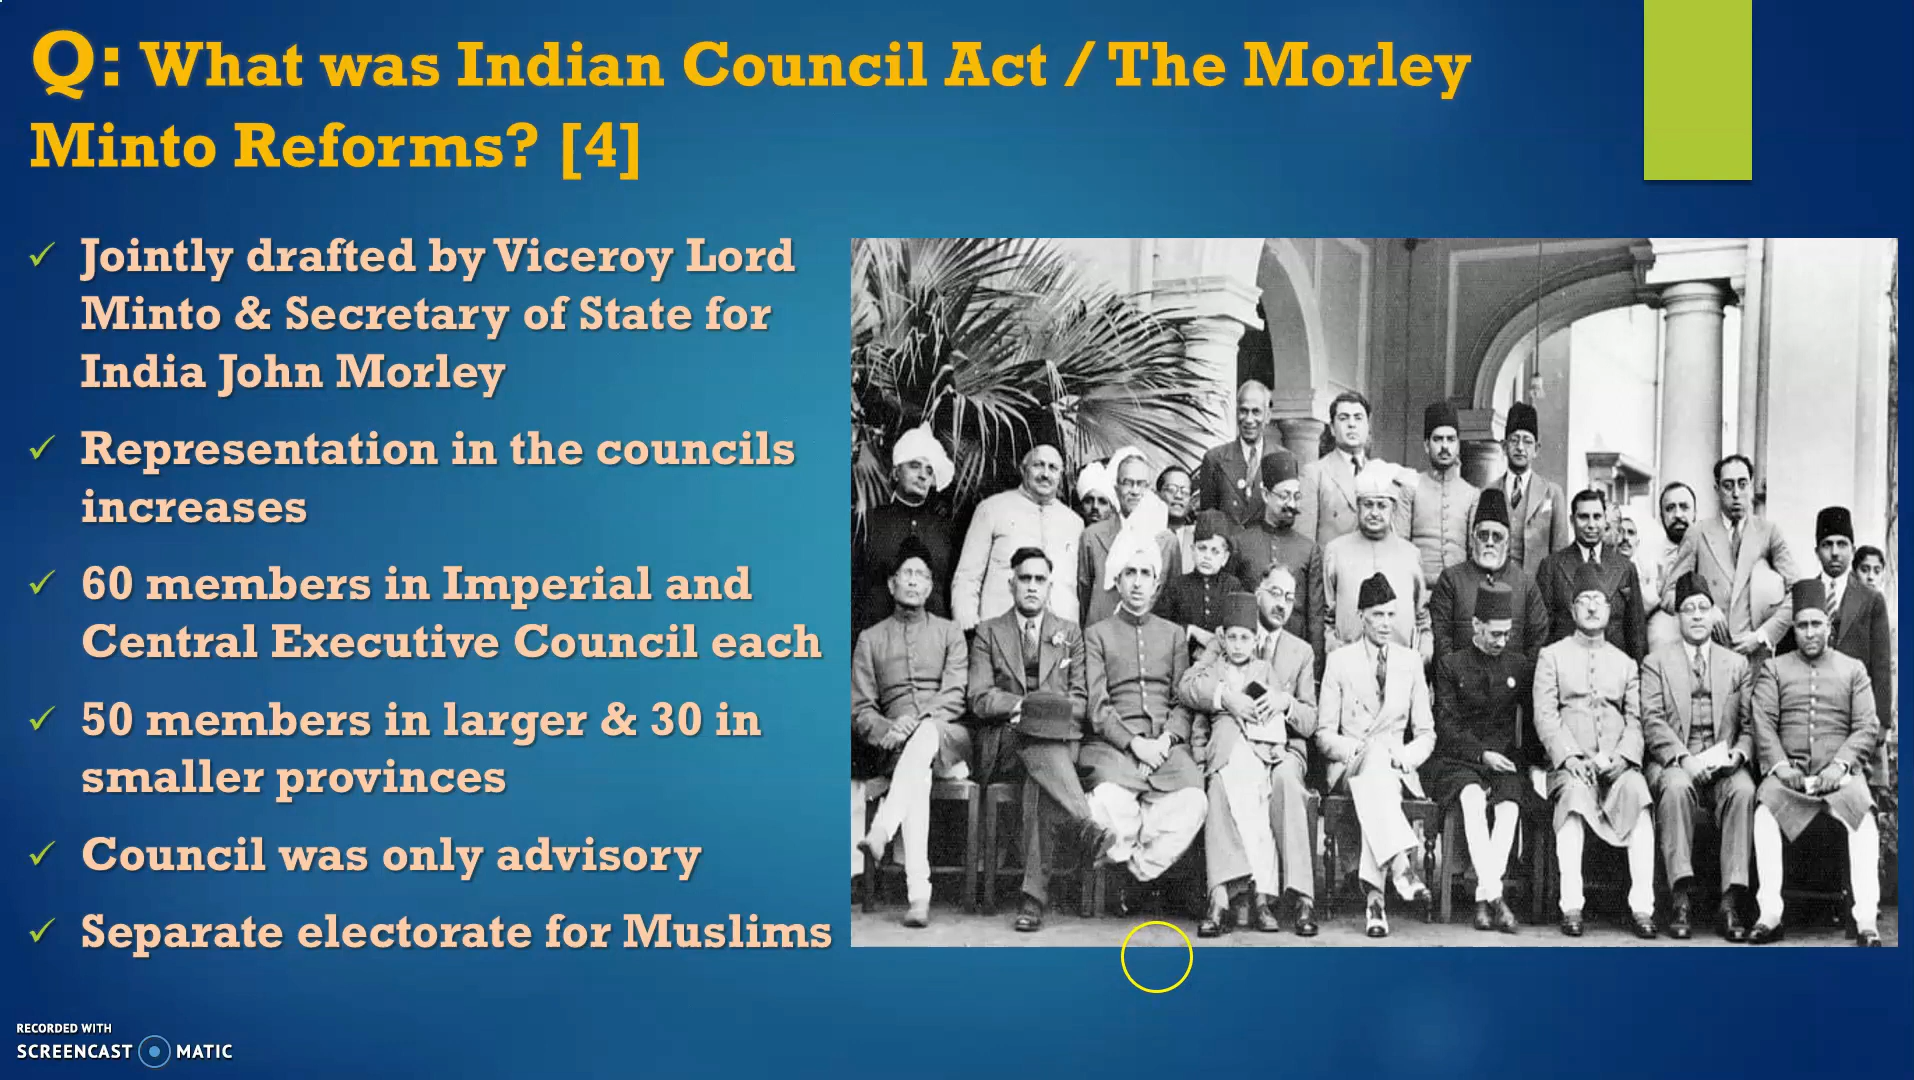 Q: What was Indian Council Act / The Morley
Minto Reforms? [4]
Jointly drafted by Viceroy Lord
Minto & Secretary of State for
India John Morley
Representation in the councils
increases
60 members in Imperial and
Central Executive Council each
50 members in larger & 30 in
smaller provinces
Council was only advisory
Separate electorate for Muslims
RECORDED WITH
SCREENCAST MATIC